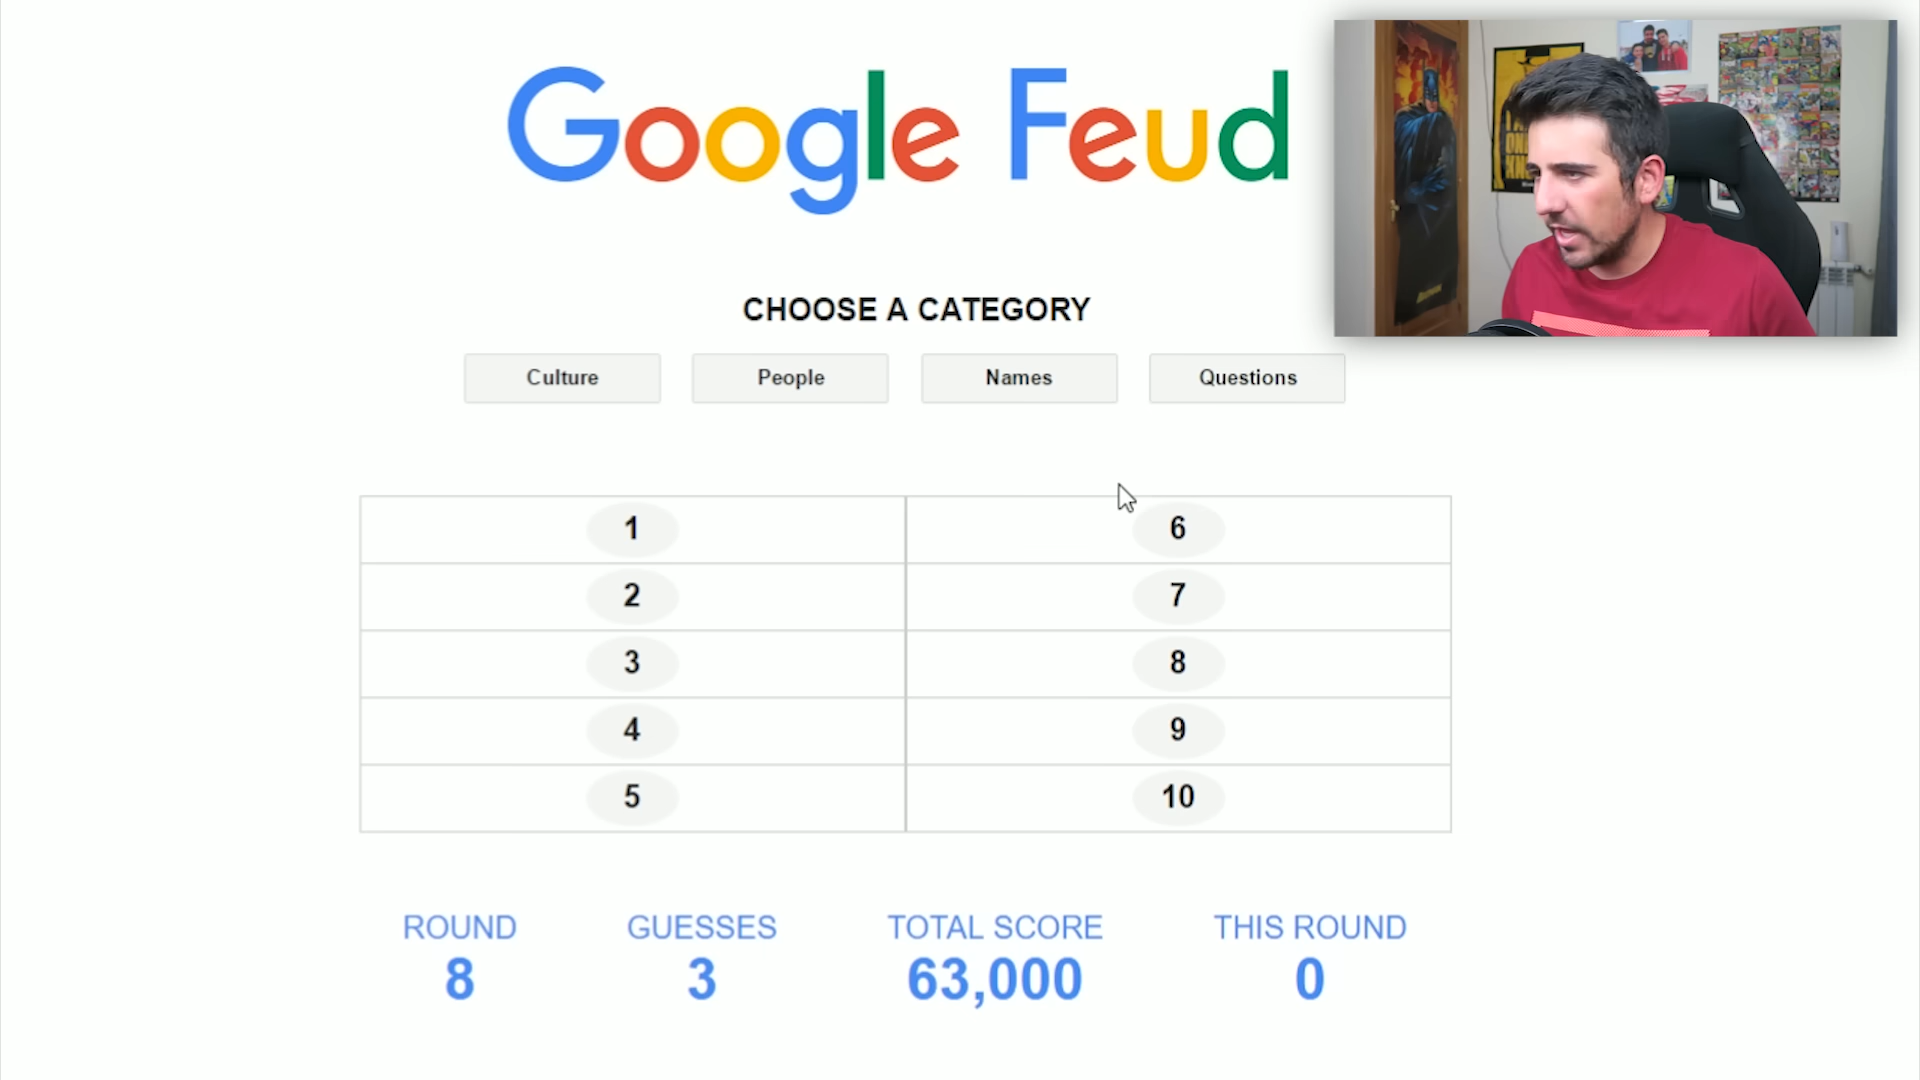 Google Feud
CHOOSE A CATEGORY
Culture People Names Questions
1 6
2 7
3 8
4 9
5 10
ROUND GUESSES TOTAL SCORE THIS ROUND
8 3 63,000 0